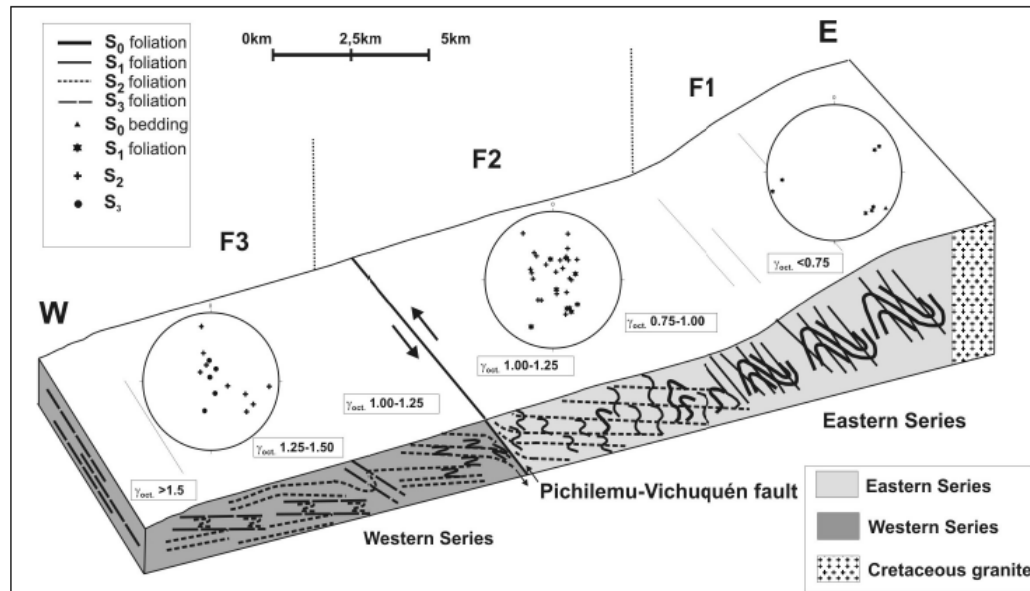 S0 foliation
S1 foliation
S2 foliation
S3 foliation
S0 bedding
S1 foliation
S2
S3
0km 2,5km 5km
E
F1
F2
F3
W
γoct. <0.75
γoct. 0.75-1.00
γoct. 1.00-1.25
γoct. 1.00-1.25
γoct. 1.25-1.50
γoct. >1.5
Eastern Series
Pichilemu-Vichuquén fault
Western Series
Eastern Series
Western Series
Cretaceous granite